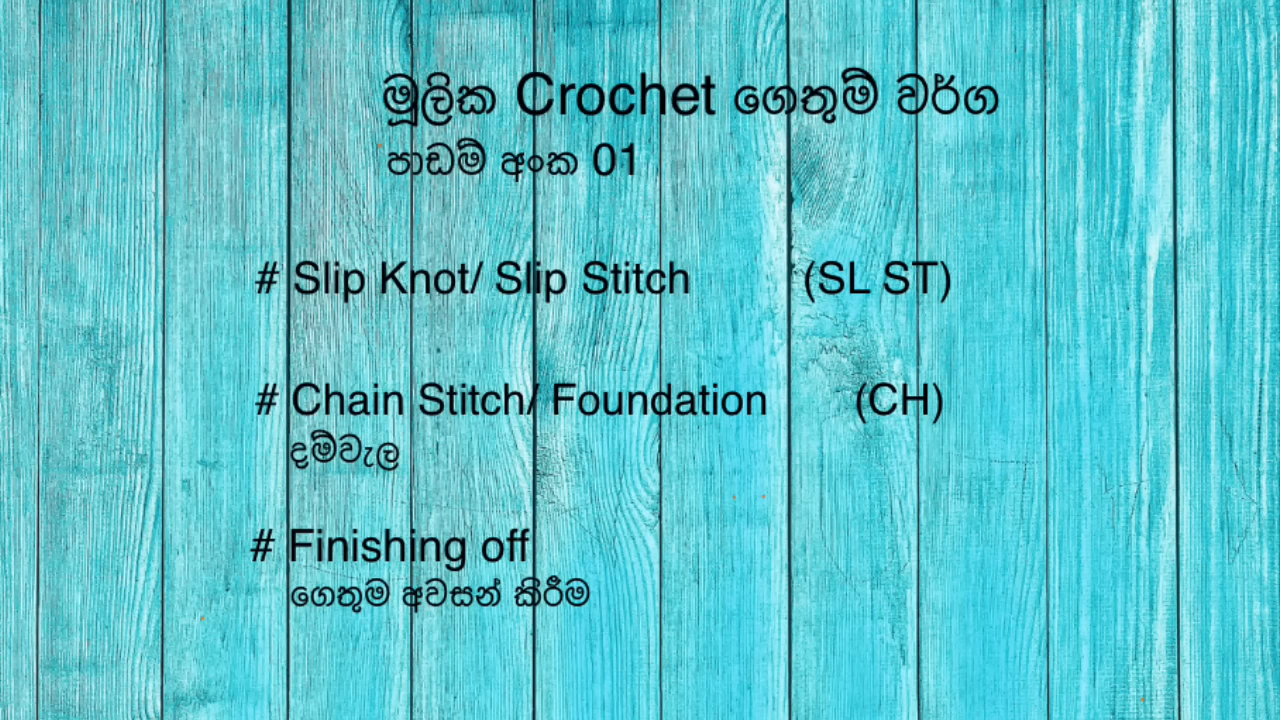 මූලික Crochet ගෙතුම් වර්ග
පාඩම් අංක 01
# Slip Knot/ Slip Stitch (SL ST)
# Chain Stitch/ Foundation (CH)
දම්වැල
# Finishing off
ගෙතුම අවසන් කිරීම